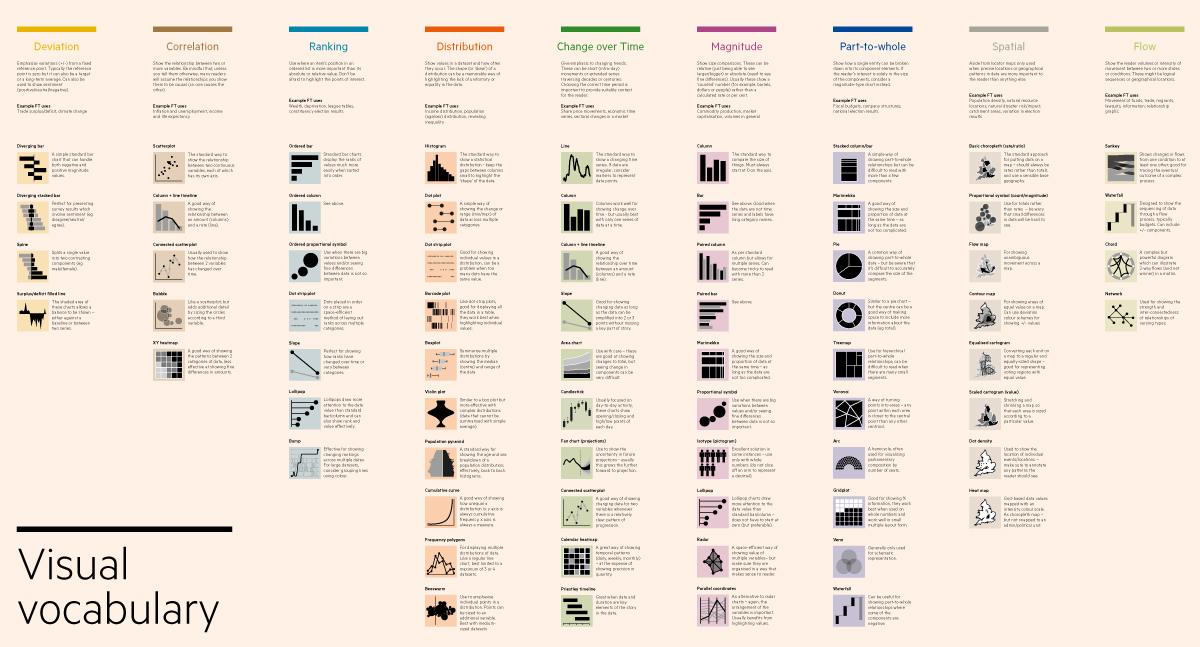 Deviation
Emphasise variations (+/-) from a fixed
reference point. Typically the reference
point is zero but it can also be a target
or a long-term average. Can also be
used to show sentiment
(positive/neutral/negative).
Example FT uses
Trade surplus/deficit, climate change
Diverging bar
A simple standard bar
chart that can handle
both negative and
positive magnitude
values.
Diverging stacked bar
Perfect for presenting
survey results which
involve sentiment (eg
disagree/neutral/
agree).
Spine
Splits a single value
into two contrasting
components (eg
male/female).
Surplus/deficit filled line
The shaded area of
these charts allows a
balance to be shown –
either against a
baseline or between
two series.
Correlation
Show the relationship between two or
more variables. Be mindful that, unless
you tell them otherwise, many readers
will assume the relationships you show
them to be causal (i.e. one causes the
other).
Example FT uses
Inflation and unemployment, income
and life expectancy
Scatterplot
The standard way to
show the relationship
between two continuous
variables, each of which
has its own axis.
Column + line timeline
A good way of
showing the
relationship between
an amount (columns)
and a rate (line).
Connected scatterplot
Usually used to show
how the relationship
between 2 variables
has changed over
time.
Bubble
Like a scatterplot, but
adds additional detail
by sizing the circles
according to a third
variable.
XY heatmap
A good way of showing
the patterns between 2
categories of data, less
effective at showing fine
differences in amounts.
Ranking
Use where an item's position in an
ordered list is more important than its
absolute or relative value. Don't be
afraid to highlight the points of interest.
Example FT uses
Wealth, deprivation, league tables,
constituency election results
Ordered bar
Standard bar charts
display the ranks of
values much more
easily when sorted
into order.
Ordered column
See above.
Ordered proportional symbol
Use when there are big
variations between
values and/or seeing
fine differences
between data is not so
important.
Dot strip plot
Dots placed in order
on a strip are a
space-efficient
method of laying out
ranks across multiple
categories.
Slope
Perfect for showing
how ranks have
changed over time or
vary between
categories.
Lollipop
Lollipops draw more
attention to the data
value than standard
bar/column and can
also show rank and
value effectively.
Bump
Effective for showing
changing rankings
across multiple dates.
For large datasets,
consider grouping lines
using colour.
Distribution
Show values in a dataset and how often
they occur. The shape (or 'skew') of a
distribution can be a memorable way of
highlighting the lack of uniformity or
equality in the data.
Example FT uses
Income distribution, population
(age/sex) distribution, revealing
inequality
Histogram
The standard way to
show a statistical
distribution - keep the
gaps between columns
small to highlight the
'shape' of the data.
Dot plot
A simple way of
showing the change or
range (min/max) of
data across multiple
categories.
Dot strip plot
Good for showing
individual values in a
distribution, can be a
problem when too
many dots have the
same value.
Barcode plot
Like dot strip plots,
good for displaying all
the data in a table,
they work best when
highlighting individual
values.
Boxplot
Summarise multiple
distributions by
showing the median
(centre) and range of
the data
Violin plot
Similar to a box plot but
more effective with
complex distributions
(data that cannot be
summarised with simple
average).
Population pyramid
A standard way for
showing the age and sex
breakdown of a
population distribution;
effectively, back to back
histograms.
Cumulative curve
A good way of showing
how unequal a
distribution is: y axis is
always cumulative
frequency, x axis is
always a measure.
Frequency polygons
For displaying multiple
distributions of data.
Like a regular line
chart, best limited to a
maximum of 3 or 4
datasets.
Beeswarm
Use to emphasise
individual points in a
distribution. Points can
be sized to an
additional variable.
Best with medium-
sized datasets.
Change over Time
Give emphasis to changing trends.
These can be short (intra-day)
movements or extended series
traversing decades or centuries:
Choosing the correct time period is
important to provide suitable context
for the reader.
Example FT uses
Share price movements, economic time
series, sectoral changes in a market
Line
The standard way to
show a changing time
series. If data are
irregular, consider
markers to represent
data points.
Column
Columns work well for
showing change over
time - but usually best
with only one series of
data at a time.
Column + line timeline
A good way of
showing the
relationship over time
between an amount
(columns) and a rate
(line).
Slope
Good for showing
changing data as long
as the data can be
simplified into 2 or 3
points without missing
a key part of story.
Area chart
Use with care – these
are good at showing
changes to total, but
seeing change in
components can be
very difficult.
Candlestick
Usually focused on
day-to-day activity,
these charts show
opening/closing and
high/low points of
each day
Fan chart (projections)
Use to show the
uncertainty in future
projections - usually
this grows the further
forward to projection.
Connected scatterplot
A good way of showing
changing data for two
variables whenever
there is a relatively
clear pattern of
progression.
Calendar heatmap
A great way of showing
temporal patterns
(daily, weekly, monthly)
– at the expense of
showing precision in
quantity.
Priestley timeline
Great when date and
duration are key
elements of the story
in the data.
Magnitude
Show size comparisons. These can be
relative (just being able to see
larger/bigger) or absolute (need to see
fine differences). Usually these show a
'counted' number (for example, barrels,
dollars or people) rather than a
calculated rate or per cent.
Example FT uses
Commodity production, market
capitalisation, volumes in general
Column
The standard way to
compare the size of
things. Must always
start at 0 on the axis.
Bar
See above. Good when
the data are not time
series and labels have
long category names.
Paired column
As per standard
column but allows for
multiple series. Can
become tricky to read
with more than 2
series.
Paired bar
See above.
Marimekko
A good way of showing
the size and
proportion of data at
the same time – as
long as the data are
not too complicated.
Proportional symbol
Use when there are big
variations between
values and/or seeing
fine differences
between data is not so
important.
Isotype (pictogram)
Excellent solution in
some instances – use
only with whole
numbers (do not slice
off an arm to represent
a decimal).
Lollipop
Lollipop charts draw
more attention to the
data value than
standard bar/column –
does not have to start at
zero (but preferable).
Radar
A space-efficient way of
showing value of
multiple variables– but
make sure they are
organised in a way that
makes sense to reader.
Parallel coordinates
An alternative to radar
charts – again, the
arrangement of the
variables is important.
Usually benefits from
highlighting values.
Part-to-whole
Show how a single entity can be broken
down into its component elements. If
the reader's interest is solely in the size
of the components, consider a
magnitude-type chart instead.
Example FT uses
Fiscal budgets, company structures,
national election results
Stacked column/bar
A simple way of
showing part-to-whole
relationships but can be
difficult to read with
more than a few
components.
Marimekko
A good way of showing
the size and
proportion of data at
the same time – as
long as the data are
not too complicated.
Pie
A common way of
showing part-to-whole
data – but be aware that
it's difficult to accurately
compare the size of the
segments.
Donut
Similar to a pie chart –
but the centre can be a
good way of making
space to include more
information about the
data (eg total).
Treemap
Use for hierarchical
part-to-whole
relationships; can be
difficult to read when
there are many small
segments.
Voronoi
A way of turning
points into areas – any
point within each area
is closer to the central
point than any other
centroid.
Arc
A hemicycle, often
used for visualising
parliamentary
composition by
number of seats.
Gridplot
Good for showing %
information, they work
best when used on
whole numbers and
work well in small
multiple layout form.
Venn
Generally only used
for schematic
representation.
Waterfall
Can be useful for
showing part-to-whole
relationships where
some of the
components are
negative.
Spatial
Aside from locator maps only used
when precise locations or geographical
patterns in data are more important to
the reader than anything else.
Example FT uses
Population density, natural resource
locations, natural disaster risk/impact,
catchment areas, variation in election
results
Basic choropleth (rate/ratio)
The standard approach
for putting data on a
map – should always be
rates rather than totals
and use a sensible base
geography.
Proportional symbol (count/magnitude)
Use for totals rather
than rates – be wary
that small differences
in data will be hard to
see.
Flow map
For showing
unambiguous
movement across a
map.
Contour map
For showing areas of
equal value on a map.
Can use deviation
colour schemes for
showing +/- values
Equalised cartogram
Converting each unit on
a map to a regular and
equally-sized shape –
good for representing
voting regions with
equal value.
Scaled cartogram (value)
Stretching and
shrinking a map so
that each area is sized
according to a
particular value.
Dot density
Used to show the
location of individual
events/locations –
make sure to annotate
any patterns the
reader should see.
Heat map
Grid-based data values
mapped with an
intensity colour scale.
As choropleth map –
but not snapped to an
admin/political unit.
Flow
Show the reader volumes or intensity of
movement between two or more states
or conditions. These might be logical
sequences or geographical locations.
Example FT uses
Movement of funds, trade, migrants,
lawsuits, information; relationship
graphs.
Sankey
Shows changes in flows
from one condition to at
least one other; good for
tracing the eventual
outcome of a complex
process.
Waterfall
Designed to show the
sequencing of data
through a flow
process, typically
budgets. Can include
+/- components.
Chord
A complex but
powerful diagram
which can illustrate
2-way flows (and net
winner) in a matrix.
Network
Used for showing the
strength and
inter-connectedness
of relationships of
varying types.
Visual
vocabulary